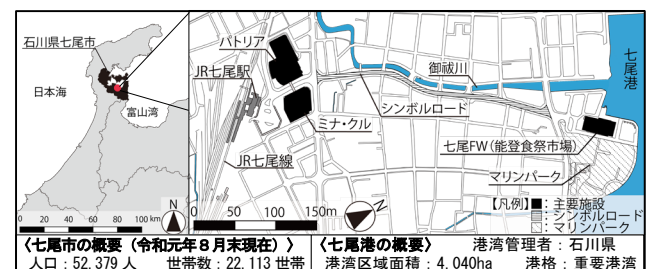 石川県七尾市
日本海
富山湾
N
0 20 40 60 80 100 km
パトリア
JR七尾駅
ミナ・クル
JR七尾線
シンボルロード
御祓川
七尾港
七尾FW(能登食祭市場)
マリンパーク
0 50 100 150m
N
【凡例】■：主要施設
：シンボルロード
：マリンパーク
〈七尾市の概要（令和元年８月末現在）〉
人口：52,379 人 世帯数：22,113 世帯
〈七尾港の概要〉 港湾管理者：石川県
港湾区域面積：4,040ha 港格：重要港湾